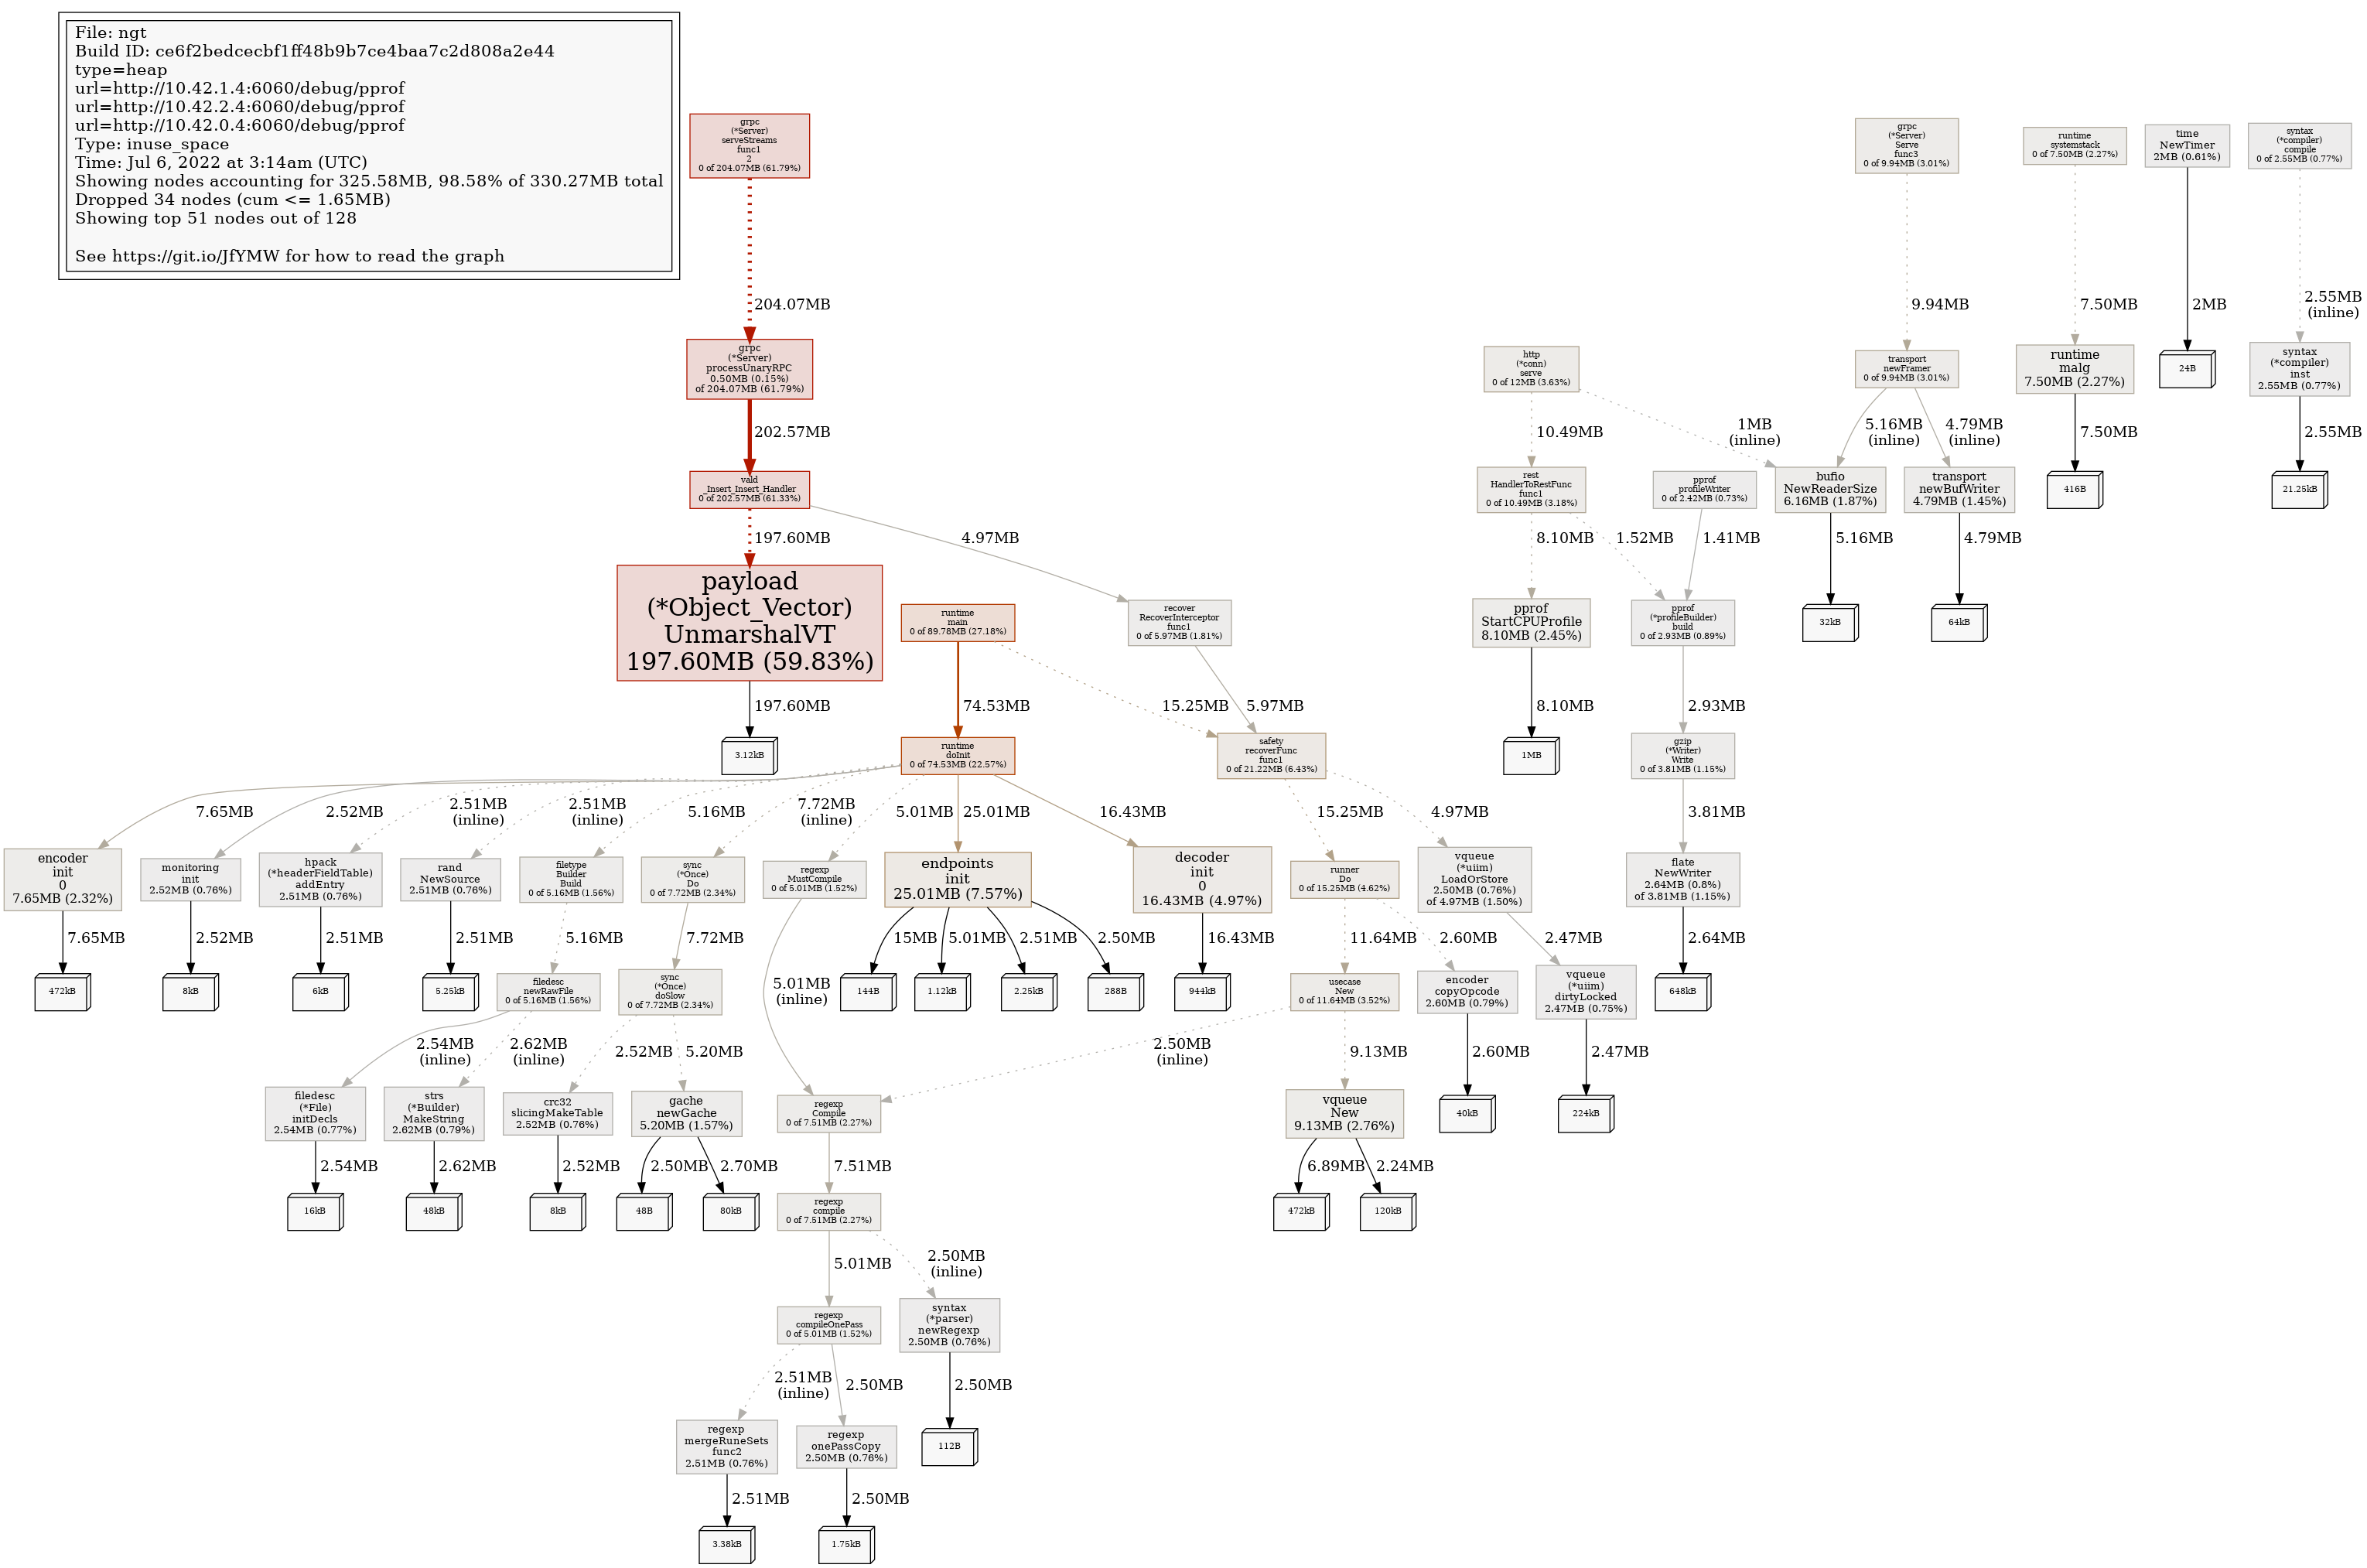 File: ngt
Build ID: ce6f2bedcecbf1ff48b9b7ce4baa7c2d808a2e44
type=heap
url=http://10.42.1.4:6060/debug/pprof
url=http://10.42.2.4:6060/debug/pprof
url=http://10.42.0.4:6060/debug/pprof
Type: inuse_space
Time: Jul 6, 2022 at 3:14am (UTC)
Showing nodes accounting for 325.58MB, 98.58% of 330.27MB total
Dropped 34 nodes (cum <= 1.65MB)
Showing top 51 nodes out of 128
See https://git.io/JfYMW for how to read the graph
grpc
(*Server)
serveStreams
func1
2
0 of 204.07MB (61.79%)
grpc
(*Server)
Serve
func3
0 of 9.94MB (3.01%)
runtime
systemstack
0 of 7.50MB (2.27%)
time
NewTimer
2MB (0.61%)
syntax
(*compiler)
compile
0 of 2.55MB (0.77%)
204.07MB
9.94MB
7.50MB
2MB
2.55MB
(inline)
grpc
(*Server)
processUnaryRPC
0.50MB (0.15%)
of 204.07MB (61.79%)
http
(*conn)
serve
0 of 12MB (3.63%)
transport
newFramer
0 of 9.94MB (3.01%)
runtime
malg
7.50MB (2.27%)
24B
syntax
(*compiler)
inst
2.55MB (0.77%)
202.57MB
10.49MB
1MB
(inline)
5.16MB
(inline)
4.79MB
(inline)
7.50MB
2.55MB
vald
_Insert_Insert_Handler
0 of 202.57MB (61.33%)
rest
HandlerToRestFunc
func1
0 of 10.49MB (3.18%)
pprof
profileWriter
0 of 2.42MB (0.73%)
bufio
NewReaderSize
6.16MB (1.87%)
transport
newBufWriter
4.79MB (1.45%)
416B
21.25kB
197.60MB
4.97MB
8.10MB
1.52MB
1.41MB
5.16MB
4.79MB
payload
(*Object_Vector)
UnmarshalVT
197.60MB (59.83%)
runtime
main
0 of 89.78MB (27.18%)
recover
RecoverInterceptor
func1
0 of 5.97MB (1.81%)
pprof
StartCPUProfile
8.10MB (2.45%)
pprof
(*profileBuilder)
build
0 of 2.93MB (0.89%)
32kB
64kB
197.60MB
74.53MB
15.25MB
5.97MB
8.10MB
2.93MB
3.12kB
runtime
doInit
0 of 74.53MB (22.57%)
safety
recoverFunc
func1
0 of 21.22MB (6.43%)
1MB
gzip
(*Writer)
Write
0 of 3.81MB (1.15%)
7.65MB
2.52MB
2.51MB
(inline)
2.51MB
(inline)
5.16MB
7.72MB
(inline)
5.01MB
25.01MB
16.43MB
15.25MB
4.97MB
3.81MB
encoder
init
0
7.65MB (2.32%)
monitoring
init
2.52MB (0.76%)
hpack
(*headerFieldTable)
addEntry
2.51MB (0.76%)
rand
NewSource
2.51MB (0.76%)
filetype
Builder
Build
0 of 5.16MB (1.56%)
sync
(*Once)
Do
0 of 7.72MB (2.34%)
regexp
MustCompile
0 of 5.01MB (1.52%)
endpoints
init
25.01MB (7.57%)
decoder
init
0
16.43MB (4.97%)
runner
Do
0 of 15.25MB (4.62%)
vqueue
(*uiim)
LoadOrStore
2.50MB (0.76%)
of 4.97MB (1.50%)
flate
NewWriter
2.64MB (0.8%)
of 3.81MB (1.15%)
7.65MB
2.52MB
2.51MB
2.51MB
5.16MB
7.72MB
5.01MB
(inline)
15MB
5.01MB
2.51MB
2.50MB
16.43MB
11.64MB
2.60MB
2.47MB
2.64MB
472kB
8kB
6kB
5.25kB
filedesc
newRawFile
0 of 5.16MB (1.56%)
sync
(*Once)
doSlow
0 of 7.72MB (2.34%)
144B
1.12kB
2.25kB
288B
944kB
usecase
New
0 of 11.64MB (3.52%)
encoder
copyOpcode
2.60MB (0.79%)
vqueue
(*uiim)
dirtyLocked
2.47MB (0.75%)
648kB
2.54MB
(inline)
2.62MB
(inline)
2.52MB
5.20MB
2.50MB
(inline)
9.13MB
2.60MB
2.47MB
filedesc
(*File)
initDecls
2.54MB (0.77%)
strs
(*Builder)
MakeString
2.62MB (0.79%)
crc32
slicingMakeTable
2.52MB (0.76%)
gache
newGache
5.20MB (1.57%)
regexp
Compile
0 of 7.51MB (2.27%)
vqueue
New
9.13MB (2.76%)
40kB
224kB
2.54MB
2.62MB
2.52MB
2.50MB
2.70MB
7.51MB
6.89MB
2.24MB
16kB
48kB
8kB
48B
80kB
regexp
compile
0 of 7.51MB (2.27%)
472kB
120kB
5.01MB
2.50MB
(inline)
regexp
compileOnePass
0 of 5.01MB (1.52%)
syntax
(*parser)
newRegexp
2.50MB (0.76%)
2.51MB
(inline)
2.50MB
2.50MB
regexp
mergeRuneSets
func2
2.51MB (0.76%)
regexp
onePassCopy
2.50MB (0.76%)
112B
2.51MB
2.50MB
3.38kB
1.75kB